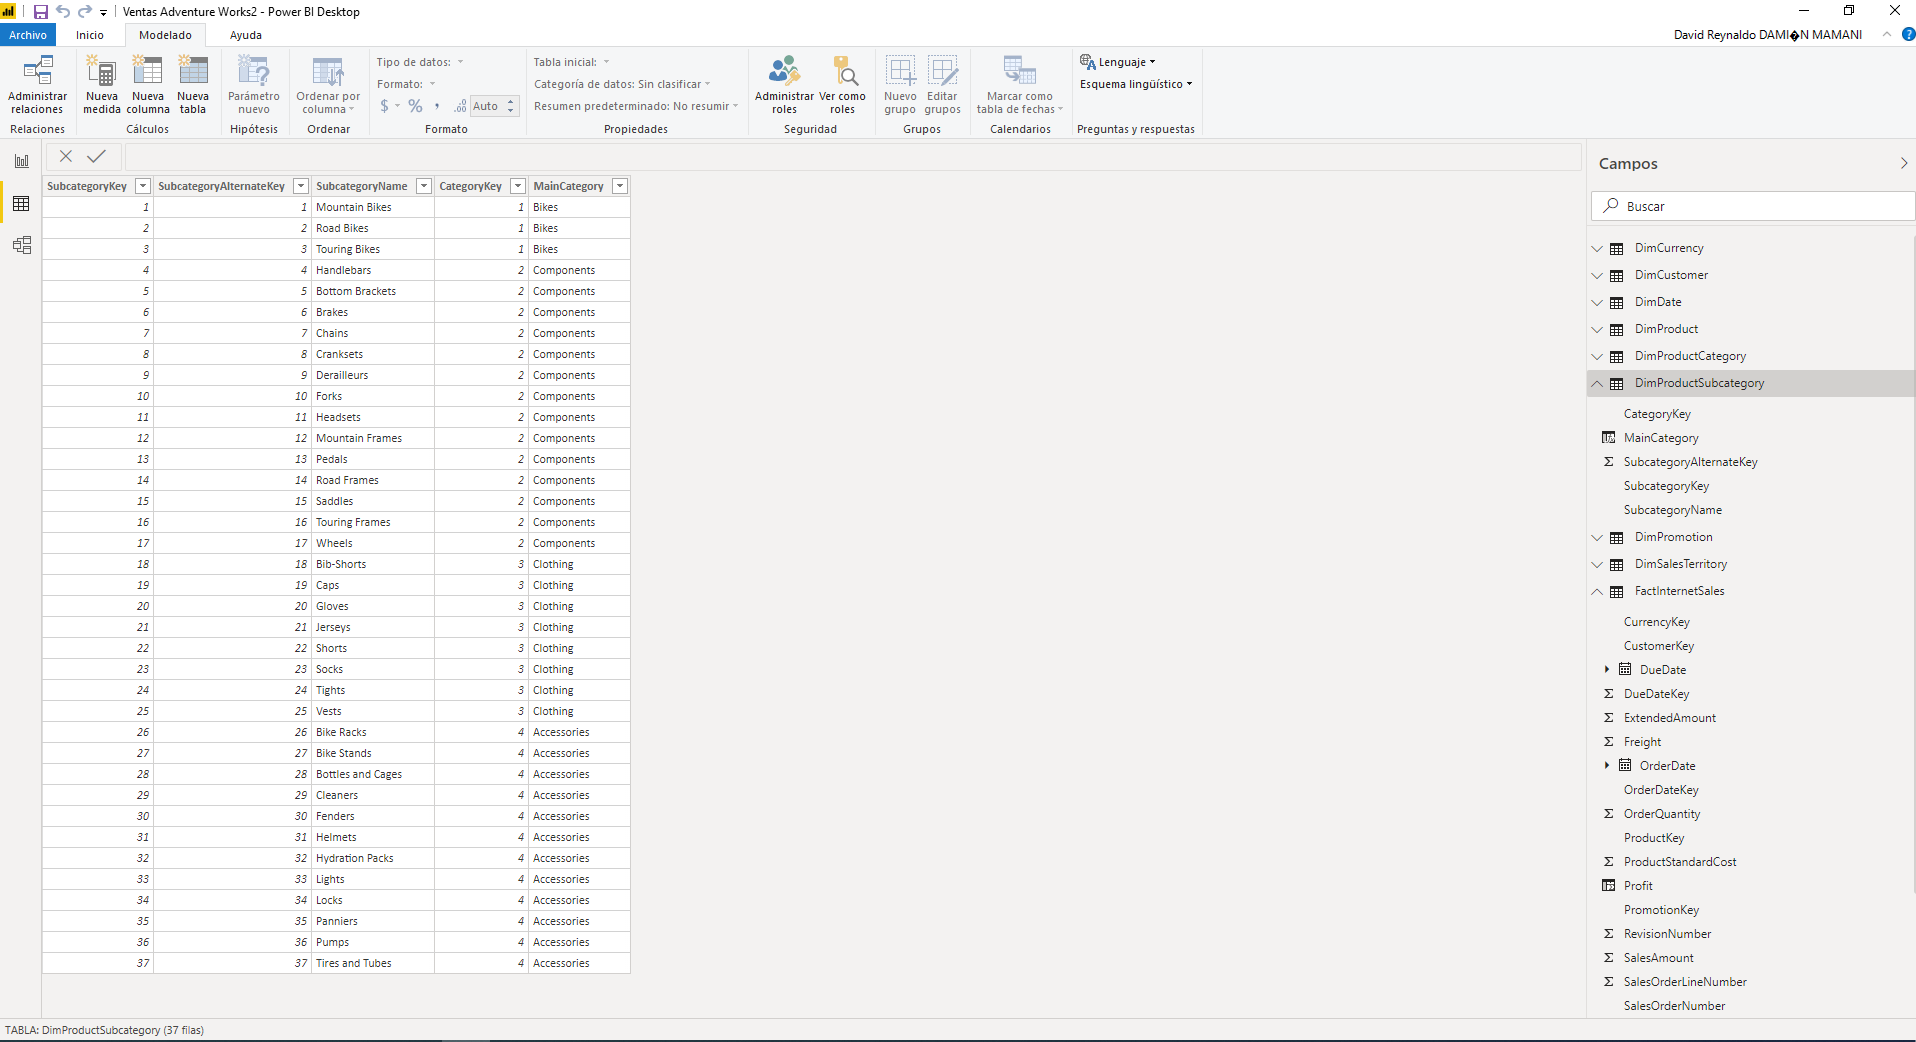 Ventas Adventure Works2 - Power BI Desktop
Archivo Inicio Modelado Ayuda David Reynaldo DAMI�N MAMANI
Administrar relaciones
Relaciones
Nueva medida
Nueva columna
Nueva tabla
Cálculos
Parámetro nuevo
Hipótesis
Ordenar por columna
Ordenar
Tipo de datos:
Formato:
$ % , .00 Auto
Formato
Tabla inicial:
Categoría de datos: Sin clasificar
Resumen predeterminado: No resumir
Propiedades
Administrar roles
Ver como roles
Seguridad
Nuevo grupo
Editar grupos
Grupos
Marcar como tabla de fechas
Calendarios
Lenguaje
Esquema lingüístico
Preguntas y respuestas
SubcategoryKey SubcategoryAlternateKey SubcategoryName CategoryKey MainCategory
1 1 Mountain Bikes 1 Bikes
2 2 Road Bikes 1 Bikes
3 3 Touring Bikes 1 Bikes
4 4 Handlebars 2 Components
5 5 Bottom Brackets 2 Components
6 6 Brakes 2 Components
7 7 Chains 2 Components
8 8 Cranksets 2 Components
9 9 Derailleurs 2 Components
10 10 Forks 2 Components
11 11 Headsets 2 Components
12 12 Mountain Frames 2 Components
13 13 Pedals 2 Components
14 14 Road Frames 2 Components
15 15 Saddles 2 Components
16 16 Touring Frames 2 Components
17 17 Wheels 2 Components
18 18 Bib-Shorts 3 Clothing
19 19 Caps 3 Clothing
20 20 Gloves 3 Clothing
21 21 Jerseys 3 Clothing
22 22 Shorts 3 Clothing
23 23 Socks 3 Clothing
24 24 Tights 3 Clothing
25 25 Vests 3 Clothing
26 26 Bike Racks 4 Accessories
27 27 Bike Stands 4 Accessories
28 28 Bottles and Cages 4 Accessories
29 29 Cleaners 4 Accessories
30 30 Fenders 4 Accessories
31 31 Helmets 4 Accessories
32 32 Hydration Packs 4 Accessories
33 33 Lights 4 Accessories
34 34 Locks 4 Accessories
35 35 Panniers 4 Accessories
36 36 Pumps 4 Accessories
37 37 Tires and Tubes 4 Accessories
Campos
Buscar
DimCurrency
DimCustomer
DimDate
DimProduct
DimProductCategory
DimProductSubcategory
CategoryKey
MainCategory
SubcategoryAlternateKey
SubcategoryKey
SubcategoryName
DimPromotion
DimSalesTerritory
FactInternetSales
CurrencyKey
CustomerKey
DueDate
DueDateKey
ExtendedAmount
Freight
OrderDate
OrderDateKey
OrderQuantity
ProductKey
ProductStandardCost
Profit
PromotionKey
RevisionNumber
SalesAmount
SalesOrderLineNumber
SalesOrderNumber
TABLA: DimProductSubcategory (37 filas)